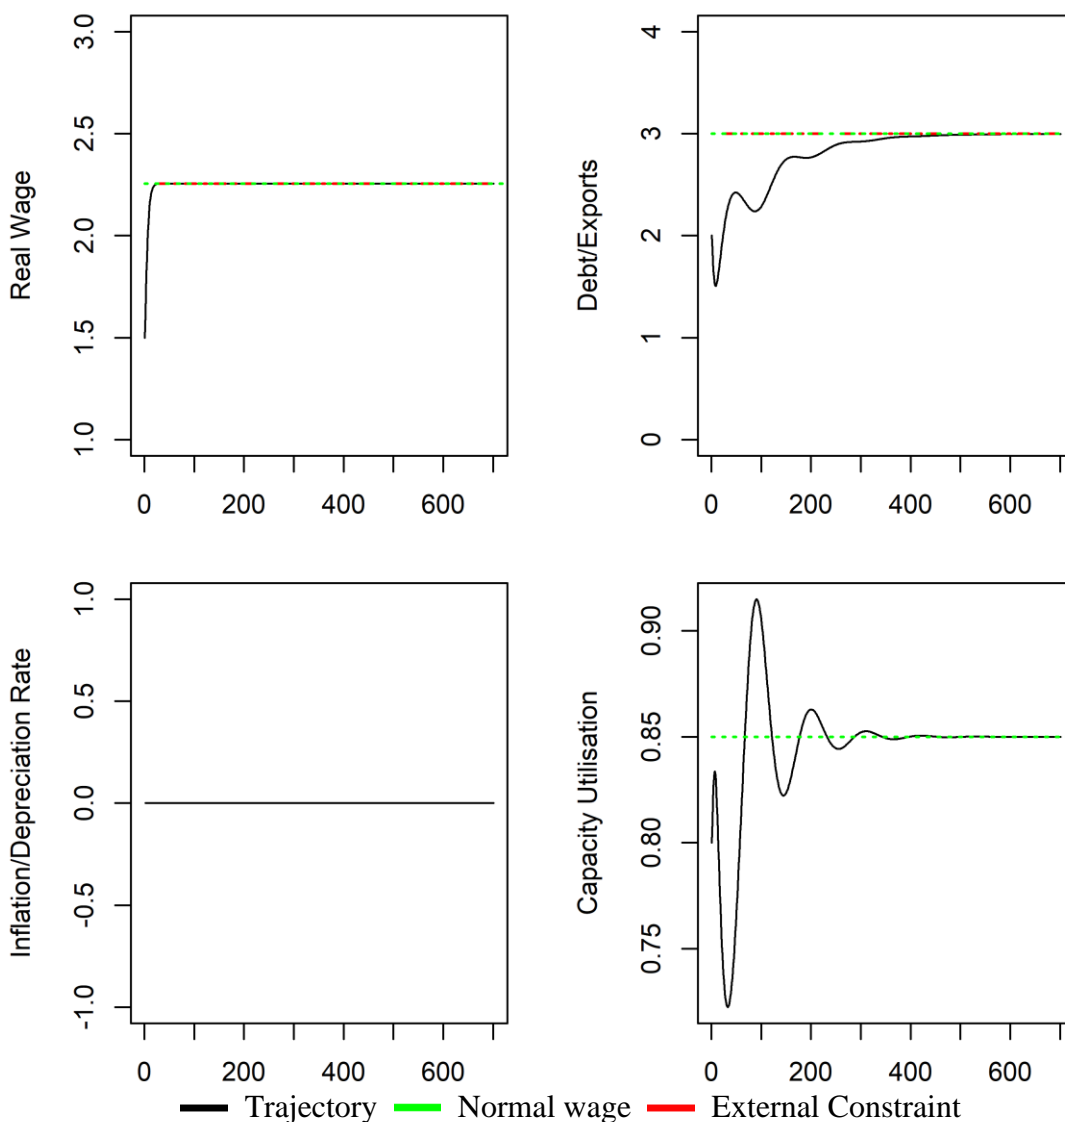 Real Wage
3.0
2.5
2.0
1.5
1.0
0 200 400 600
Debt/Exports
4
3
2
1
0
0 200 400 600
Inflation/Depreciation Rate
1.0
0.5
0.0
-0.5
-1.0
0 200 400 600
Capacity Utilisation
0.90
0.85
0.80
0.75
0 200 400 600
Trajectory Normal wage External Constraint